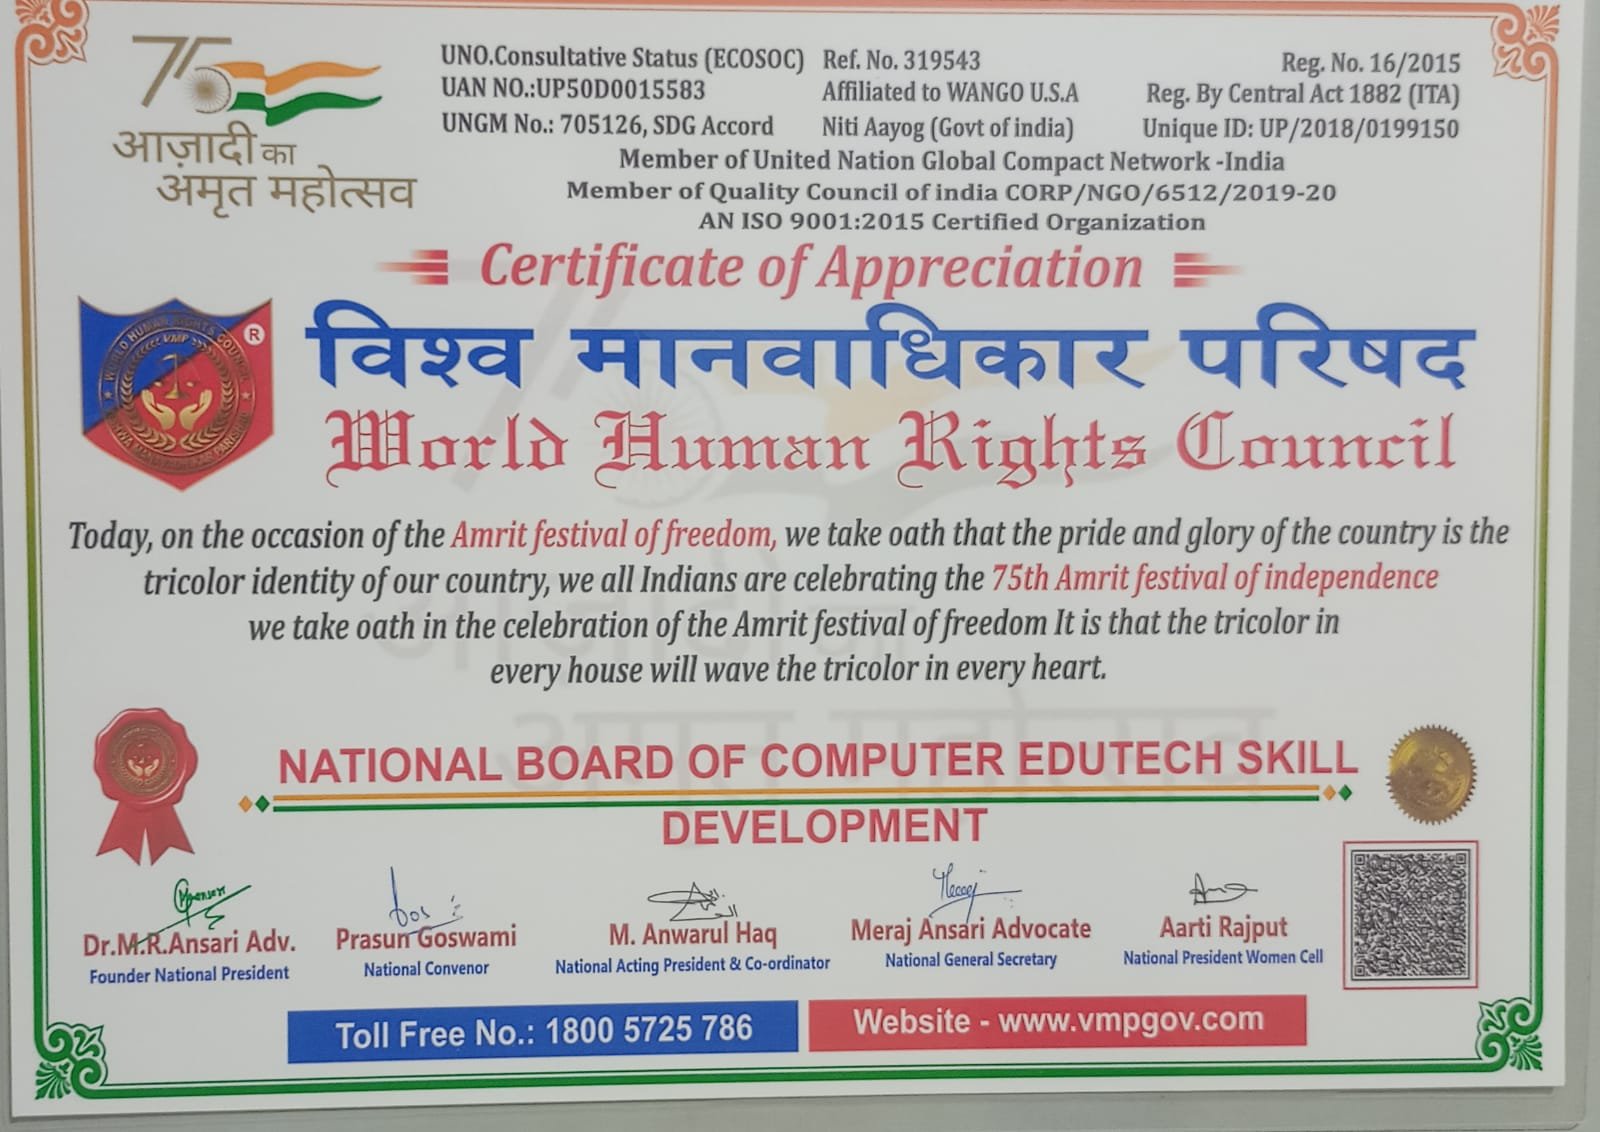 75
आज़ादी का
अमृत महोत्सव
UNO.Consultative Status (ECOSOC) Ref. No. 319543 Reg. No. 16/2015
UAN NO.:UP50D0015583 Affiliated to WANGO U.S.A Reg. By Central Act 1882 (ITA)
UNGM No.: 705126, SDG Accord Niti Aayog (Govt of india) Unique ID: UP/2018/0199150
Member of United Nation Global Compact Network -India
Member of Quality Council of india CORP/NGO/6512/2019-20
AN ISO 9001:2015 Certified Organization
Certificate of Appreciation
WORLD HUMAN RIGHTS COUNCIL
VMP
R
विश्व मानवाधिकार परिषद
World Human Rights Council
Today, on the occasion of the Amrit festival of freedom, we take oath that the pride and glory of the country is the
tricolor identity of our country, we all Indians are celebrating the 75th Amrit festival of independence
we take oath in the celebration of the Amrit festival of freedom It is that the tricolor in
every house will wave the tricolor in every heart.
NATIONAL BOARD OF COMPUTER EDUTECH SKILL
DEVELOPMENT
Dr.M.R.Ansari Adv. Prasun Goswami M. Anwarul Haq Meraj Ansari Advocate Aarti Rajput
Founder National President National Convenor National Acting President & Co-ordinator National General Secretary National President Women Cell
Toll Free No.: 1800 5725 786 Website - www.vmpgov.com